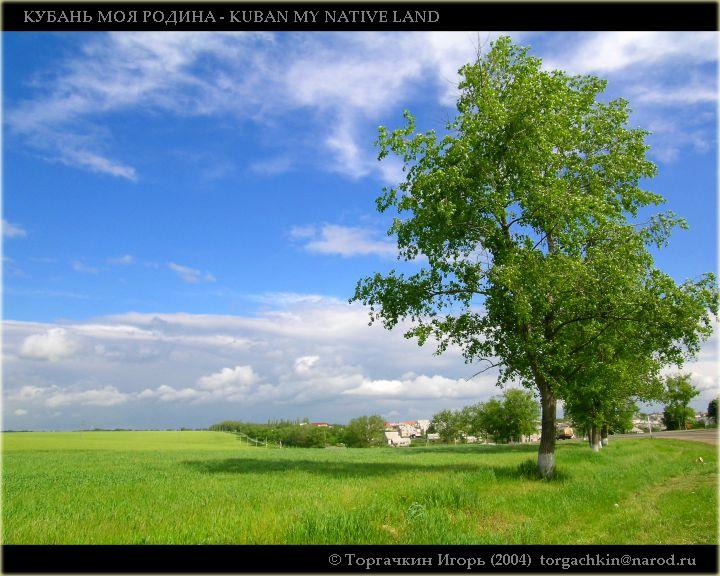 КУБАНЬ МОЯ РОДИНА - KUBAN MY NATIVE LAND
© Торгачкин Игорь (2004) torgachkin@narod.ru